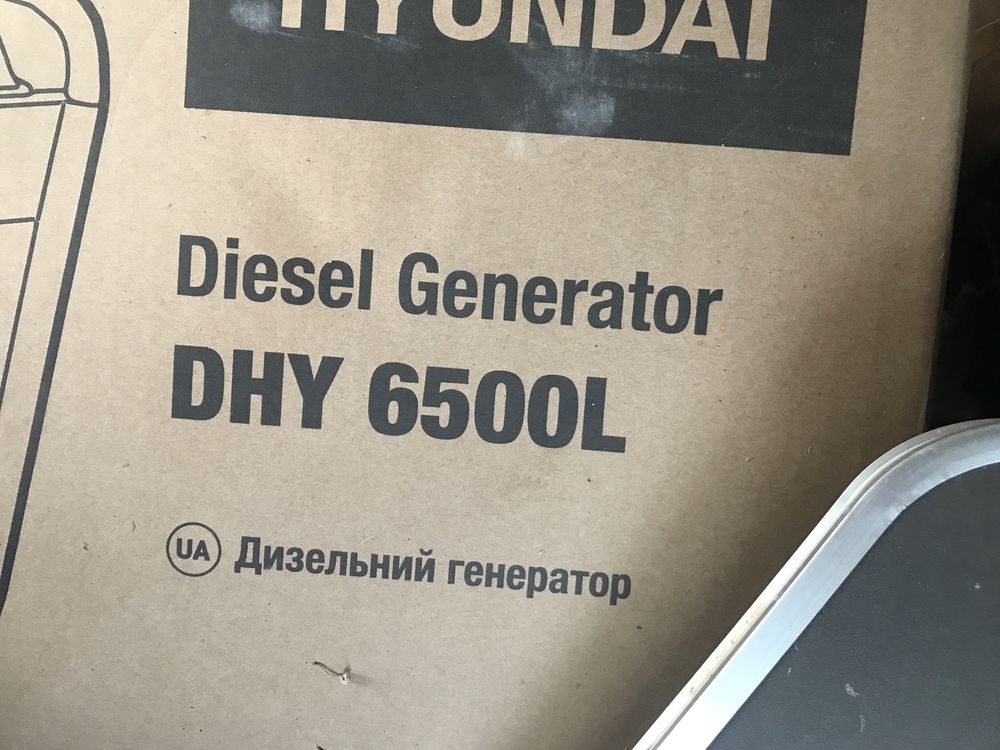 HYUNDAI
Diesel Generator
DHY 6500L
UA Дизельний генератор